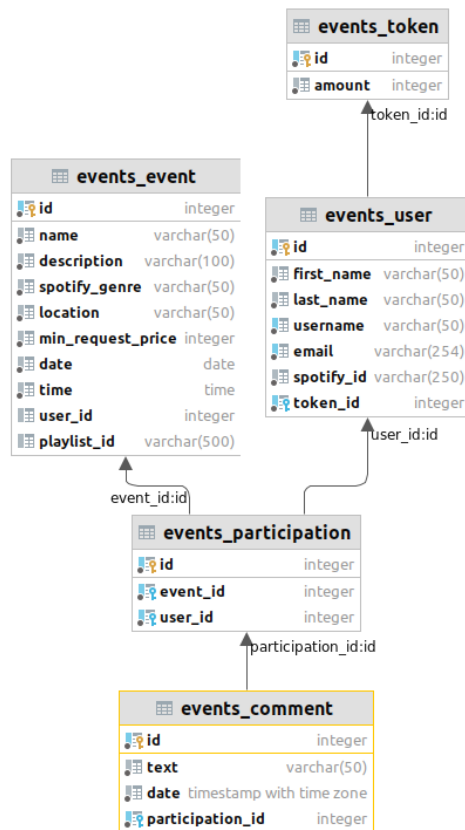 events_token
id integer
amount integer
token_id:id
events_event
id integer
name varchar(50)
description varchar(100)
spotify_genre varchar(50)
location varchar(50)
min_request_price integer
date date
time time
user_id integer
playlist_id varchar(500)
events_user
id integer
first_name varchar(50)
last_name varchar(50)
username varchar(50)
email varchar(254)
spotify_id varchar(250)
token_id integer
user_id:id
event_id:id
events_participation
id integer
event_id integer
user_id integer
participation_id:id
events_comment
id integer
text varchar(50)
date timestamp with time zone
participation_id integer